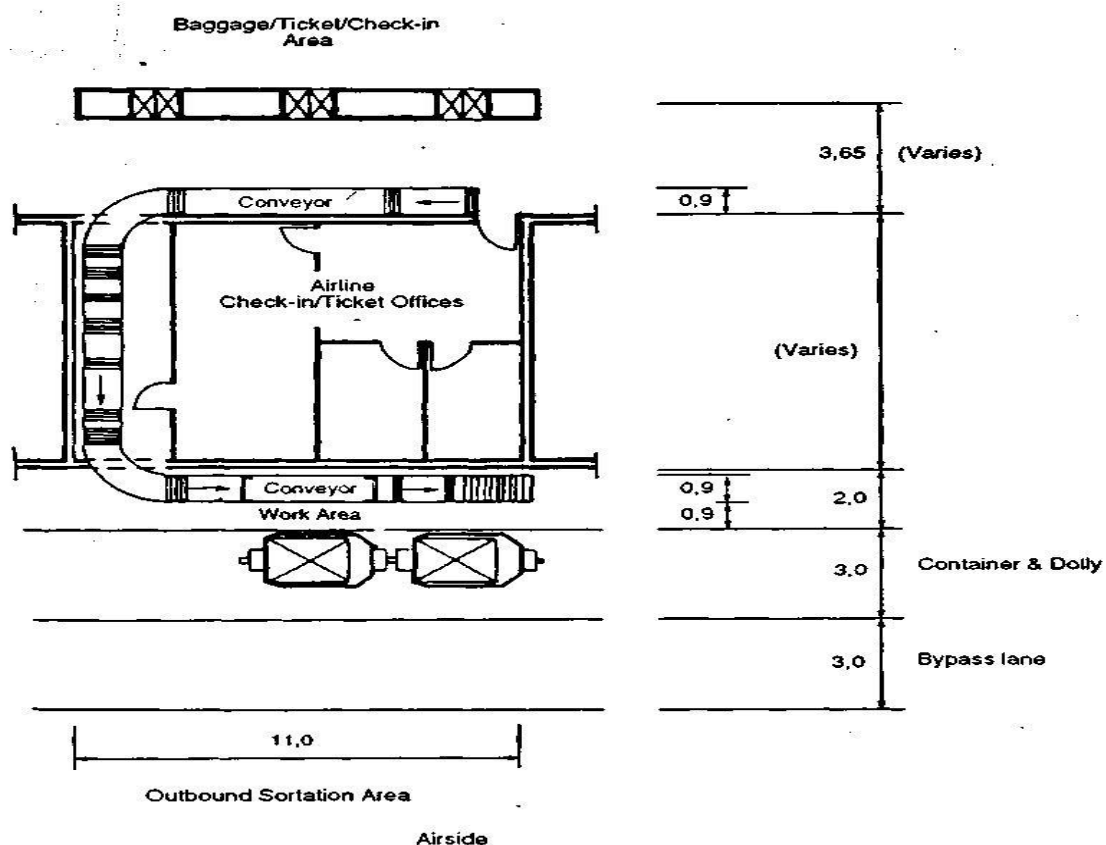 Baggage/Ticket/Check-in
Area
3,65
(Varies)
Conveyor
0,9
Airline
Check-in/Ticket Offices
(Varies)
Conveyor
0,9
2,0
Work Area
0,9
3,0
Container & Dolly
3,0
Bypass lane
11,0
Outbound Sortation Area
Airside